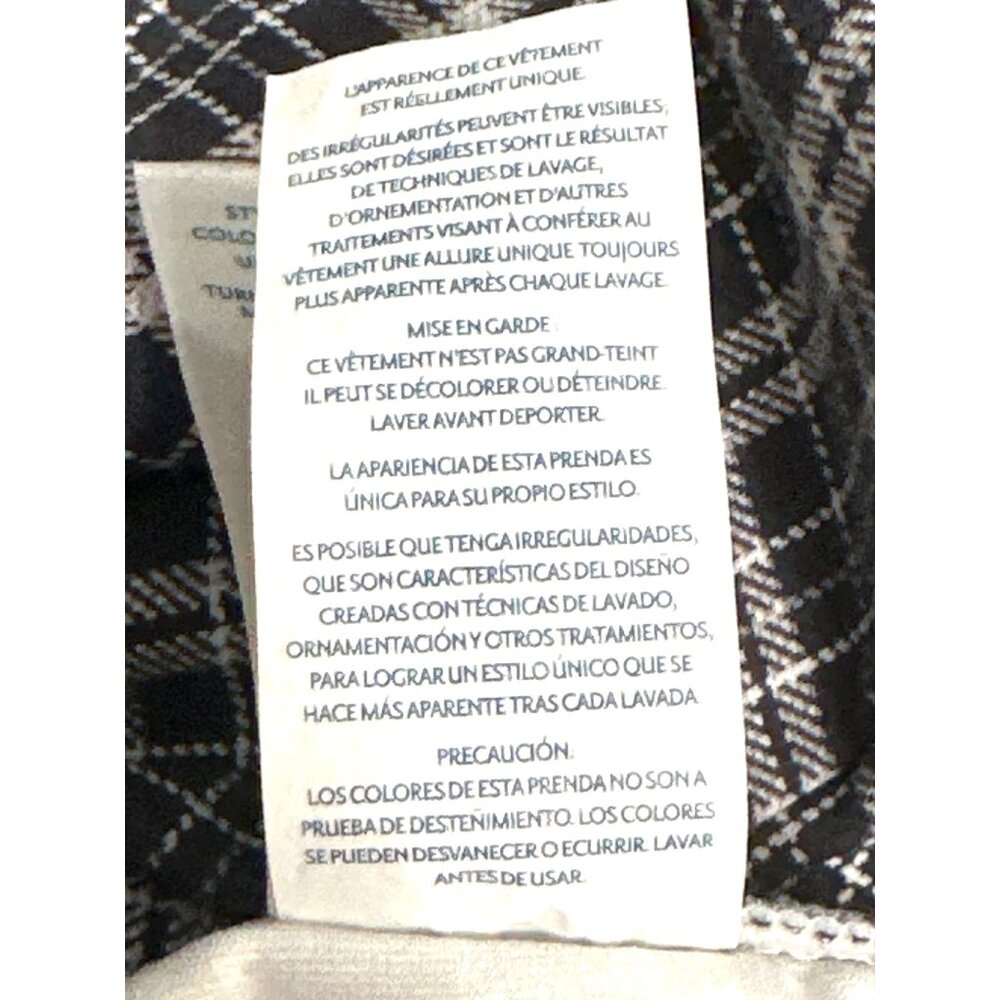 L'APPARENCE DE CE VÊTEMENT
EST RÉELLEMENT UNIQUE.
DES IRRÉGULARITÉS PEUVENT ÊTRE VISIBLES,
ELLES SONT DÉSIRÉES ET SONT LE RÉSULTAT
DE TECHNIQUES DE LAVAGE,
D'ORNEMENTATION ET D'AUTRES
TRAITEMENTS VISANT À CONFÉRER AU
VÊTEMENT UNE ALLURE UNIQUE TOUJOURS
PLUS APPARENTE APRÈS CHAQUE LAVAGE.
MISE EN GARDE :
CE VÊTEMENT N'EST PAS GRAND-TEINT
IL PEUT SE DÉCOLORER OU DÉTEINDRE.
LAVER AVANT DE PORTER.
LA APARIENCIA DE ESTA PRENDA ES
ÚNICA PARA SU PROPIO ESTILO.
ES POSIBLE QUE TENGA IRREGULARIDADES,
QUE SON CARACTERÍSTICAS DEL DISEÑO
CREADAS CON TÉCNICAS DE LAVADO,
ORNAMENTACIÓN Y OTROS TRATAMIENTOS,
PARA LOGRAR UN ESTILO ÚNICO QUE SE
HACE MÁS APARENTE TRAS CADA LAVADA
PRECAUCIÓN.
LOS COLORES DE ESTA PRENDA NO SON A
PRUEBA DE DESTEÑIMIENTO. LOS COLORES
SE PUEDEN DESVANECER O ECURRIR. LAVAR
ANTES DE USAR.